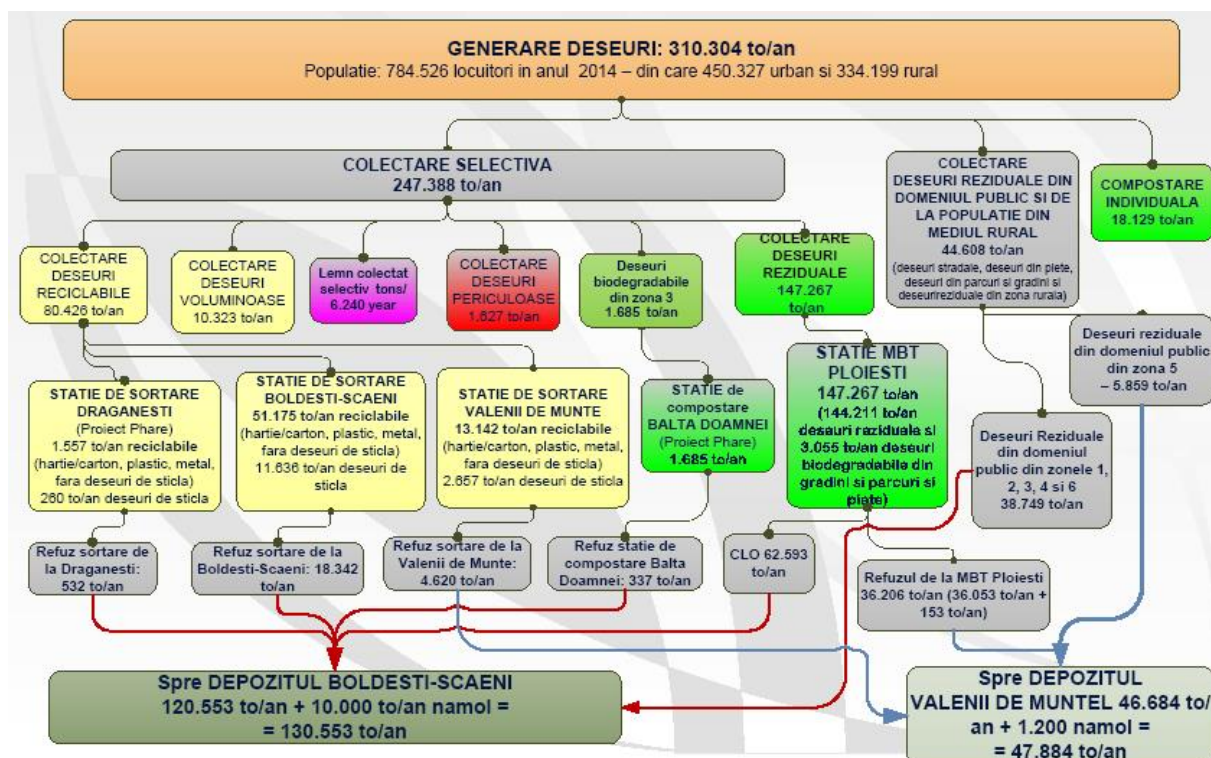 GENERARE DESEURI: 310.304 to/an
Populatie: 784.526 locuitori in anul 2014 – din care 450.327 urban si 334.199 rural
COLECTARE SELECTIVA
247.388 to/an
COLECTARE
DESEURI REZIDUALE DIN
DOMENIUL PUBLIC SI DE
LA POPULATIE DIN
MEDIUL RURAL
44.608 to/an
(deseuri stradale, deseuri din piete,
deseuri din parcuri si gradini si
deseurireziduale din zona rurala)
COMPOSTARE
INDIVIDUALA
18.129 to/an
COLECTARE
DESEURI
RECICLABILE
80.426 to/an
COLECTARE
DESEURI
VOLUMINOASE
10.323 to/an
Lemn colectat
selectiv tons/
6.240 year
COLECTARE
DESEURI
PERICULOASE
1.627 to/an
Deseuri
biodegradabile
din zona 3
1.685 to/an
COLECTARE
DESEURI
REZIDUALE
147.267
to/an
Deseuri reziduale
din domeniul public
din zona 5
– 5.859 to/an
STATIE DE SORTARE
DRAGANESTI
(Proiect Phare)
1.557 to/an reciclabile
(hartie/carton, plastic, metal,
fara deseuri de sticla)
260 to/an deseuri de sticla
STATIE DE SORTARE
BOLDESTI-SCAENI
51.175 to/an reciclabile
(hartie/carton, plastic, metal,
fara deseuri de sticla)
11.636 to/an deseuri de
sticla
STATIE DE SORTARE
VALENII DE MUNTE
13.142 to/an reciclabile
(hartie/carton, plastic, metal,
fara deseuri de sticla)
2.657 to/an deseuri de sticla
STATIE de
compostare
BALTA DOAMNEI
(Proiect Phare)
1.685 to/an
STATIE MBT
PLOIESTI
147.267 to/an
(144.211 to/an
deseuri reziduale si
3.055 to/an deseuri
biodegradabile din
gradini si parcuri si
piete)
Deseuri Reziduale
din domeniul
public din zonele 1,
2, 3, 4 si 6
38.749 to/an
Refuz sortare de
la Draganesti:
532 to/an
Refuz sortare de la
Boldesti-Scaeni: 18.342
to/an
Refuz sortare de la
Valenii de Munte:
4.620 to/an
Refuz statie de
compostare Balta
Doamnei: 337 to/an
CLO 62.593
to/an
Refuzul de la MBT Ploiesti
36.206 to/an (36.053 to/an +
153 to/an)
Spre DEPOZITUL BOLDESTI-SCAENI
120.553 to/an + 10.000 to/an namol =
= 130.553 to/an
Spre DEPOZITUL
VALENII DE MUNTEL 46.684 to/
an + 1.200 namol =
= 47.884 to/an